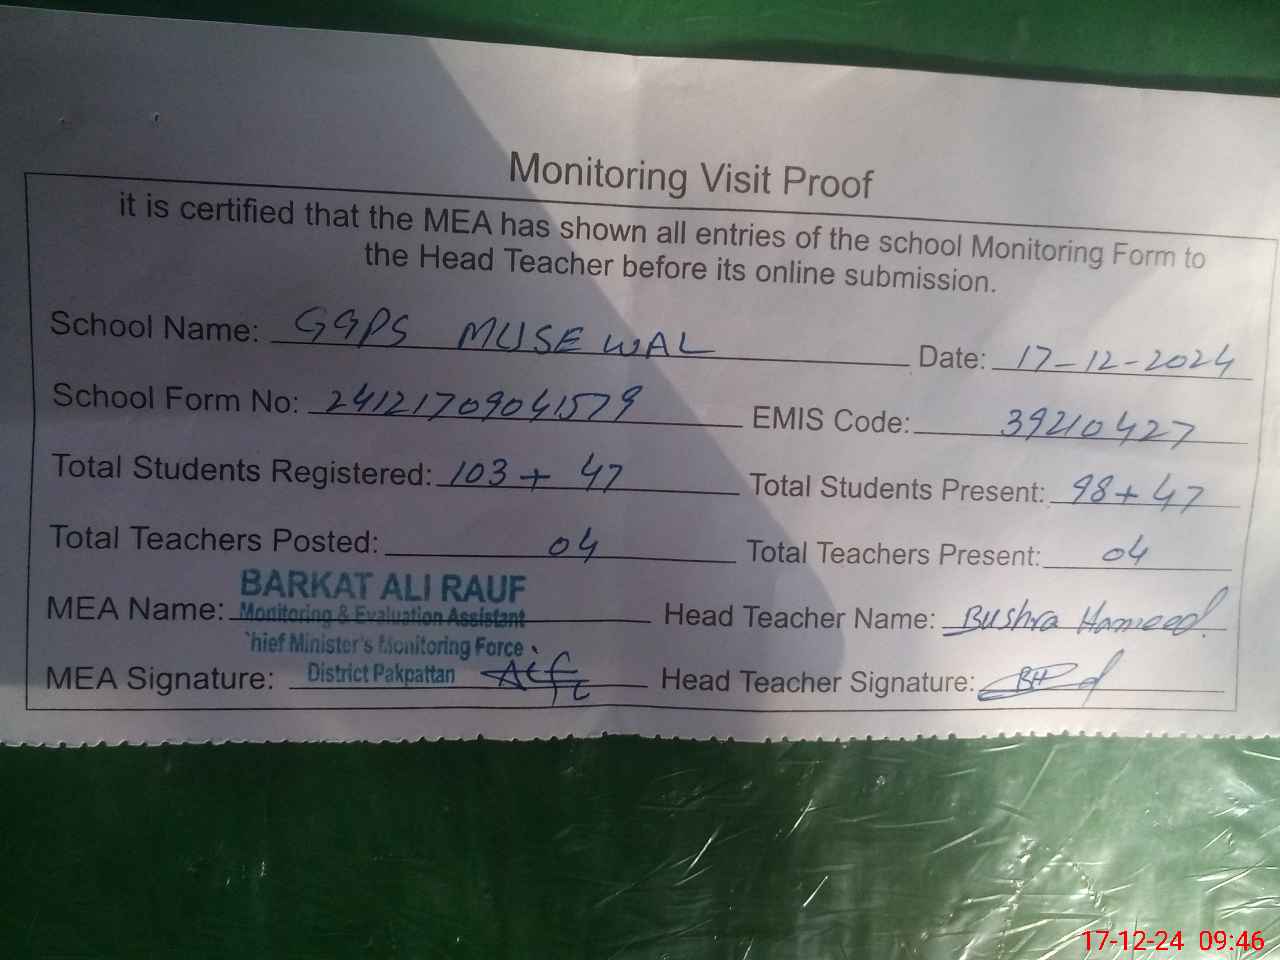 Monitoring Visit Proof
it is certified that the MEA has shown all entries of the school Monitoring Form to
the Head Teacher before its online submission.
School Name: GGPS MUSE WAL Date: 17-12-2024
School Form No: 24121709041579 EMIS Code: 39210427
Total Students Registered: 103 + 47 Total Students Present: 98 + 47
Total Teachers Posted: 04 Total Teachers Present: 04
BARKAT ALI RAUF
MEA Name: Monitoring & Evaluation Assistant Head Teacher Name: Bushra Hameed
hief Minister's Monitoring Force
MEA Signature: District Pakpattan Head Teacher Signature:
17-12-24 09:46